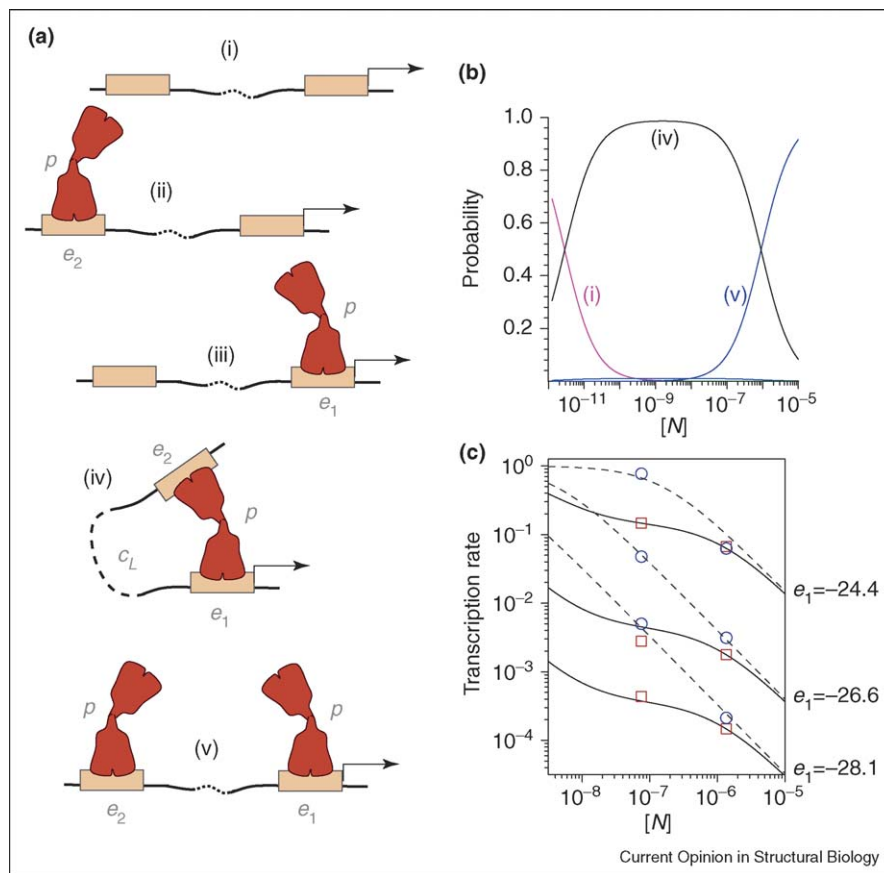 (a)
(i)
p
(ii)
e2
p
(iii)
e1
e2
(iv)
p
cL
e1
p
p
(v)
e2
e1
(b)
1.0
0.8
0.6
0.4
0.2
Probability
(iv)
(i)
(v)
10⁻¹¹ 10⁻⁹ 10⁻⁷ 10⁻⁵
[N]
(c)
10⁰
10⁻¹
10⁻²
10⁻³
10⁻⁴
Transcription rate
e₁=−24.4
e₁=−26.6
e₁=−28.1
10⁻⁸ 10⁻⁷ 10⁻⁶ 10⁻⁵
[N]
Current Opinion in Structural Biology